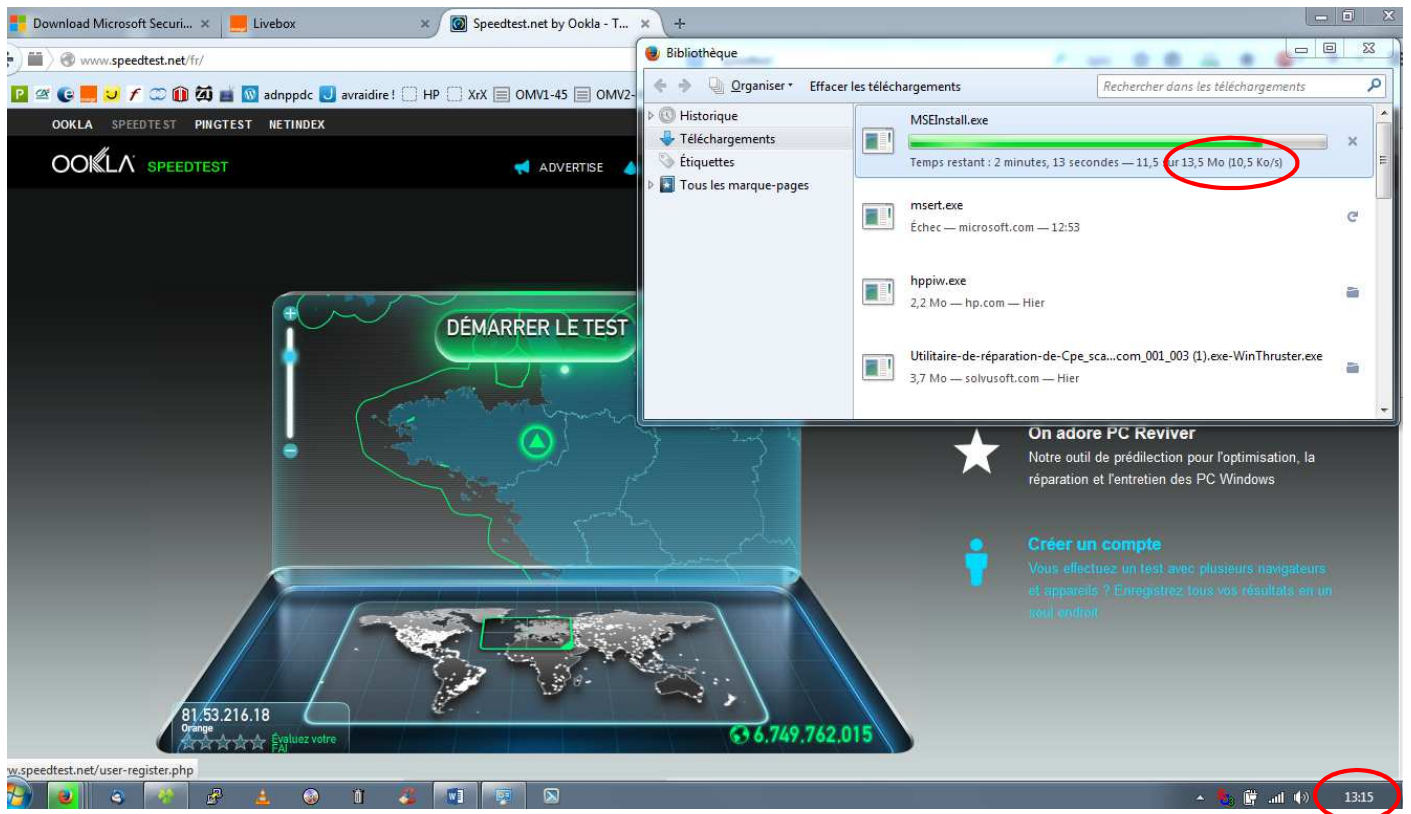 Download Microsoft Securi...
Livebox
Speedtest.net by Ookla - T...
www.speedtest.net/fr/
adnppdc
avraidire !
HP
XrX
OMV1-45
OMV2-
OOKLA SPEEDTEST PINGTEST NETINDEX
OOKLA SPEEDTEST
ADVERTISE
Bibliothèque
Organiser
Effacer les téléchargements
Rechercher dans les téléchargements
Historique
Téléchargements
Étiquettes
Tous les marque-pages
MSEInstall.exe
Temps restant : 2 minutes, 13 secondes — 11,5 sur 13,5 Mo (10,5 Ko/s)
msert.exe
Échec — microsoft.com — 12:53
hppiw.exe
2,2 Mo — hp.com — Hier
Utilitaire-de-réparation-de-Cpe_sca...com_001_003 (1).exe-WinThruster.exe
3,7 Mo — solvusoft.com — Hier
DÉMARRER LE TEST
On adore PC Reviver
Notre outil de prédilection pour l'optimisation, la
réparation et l'entretien des PC Windows
Créer un compte
Vous effectuez un test avec plusieurs navigateurs
et appareils ? Enregistrez tous vos résultats en un
seul endroit
81.53.216.18
Orange
Évaluez votre
FAI
6,749,762,015
w.speedtest.net/user-register.php
13:15